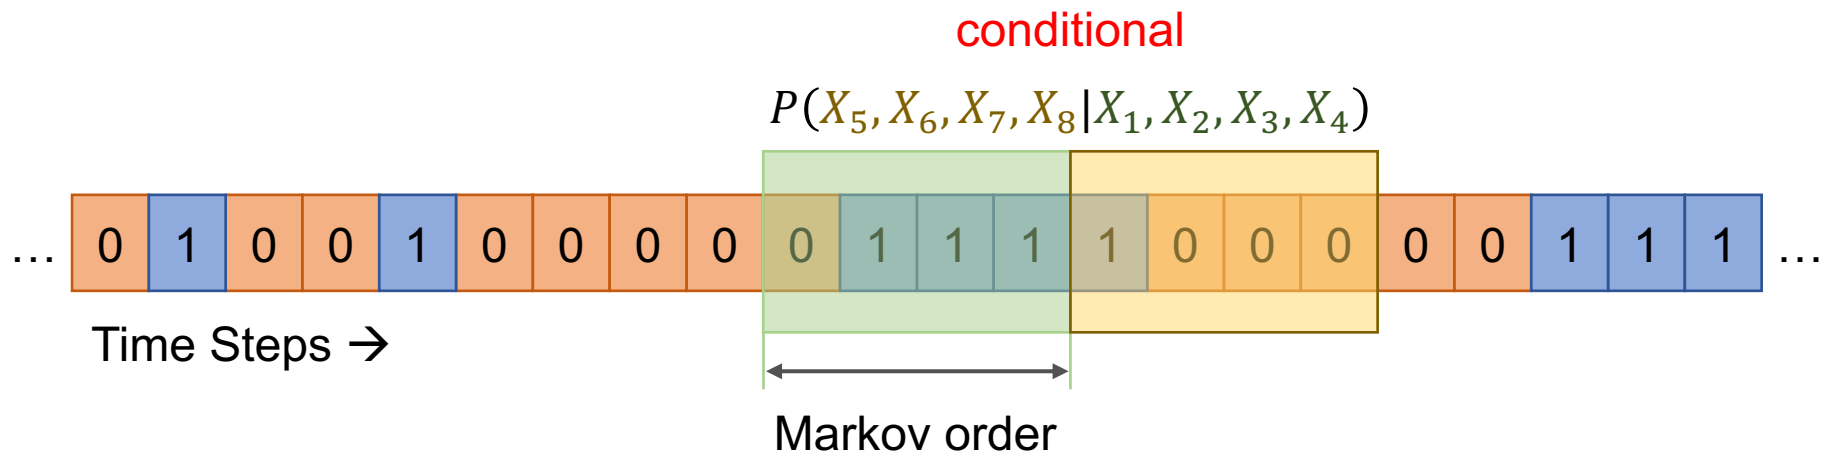 conditional
P(X₅, X₆, X₇, X₈|X₁, X₂, X₃, X₄)
... 0 1 0 0 1 0 0 0 0 0 1 1 1 1 0 0 0 0 0 1 1 1 ...
Time Steps →
Markov order